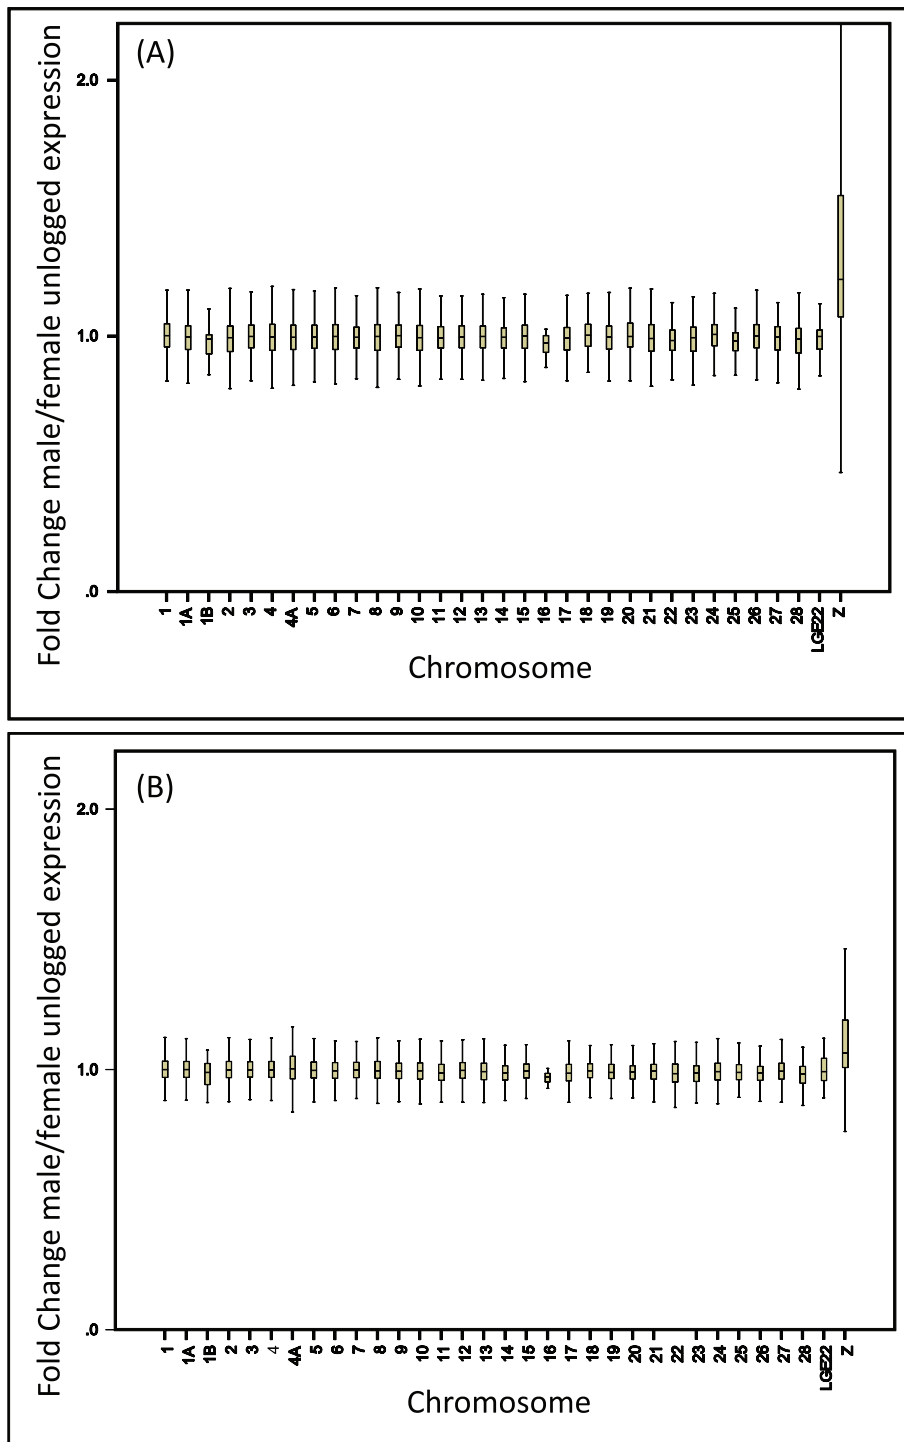 (A)
Fold Change male/female unlogged expression
2.0
1.0
.0
1 1A 1B 2 3 4 4A 5 6 7 8 9 10 11 12 13 14 15 16 17 18 19 20 21 22 23 24 25 26 27 28 LGE22 Z
Chromosome
(B)
Fold Change male/female unlogged expression
2.0
1.0
.0
1 1A 1B 2 3 4 4A 5 6 7 8 9 10 11 12 13 14 15 16 17 18 19 20 21 22 23 24 25 26 27 28 LGE22 Z
Chromosome